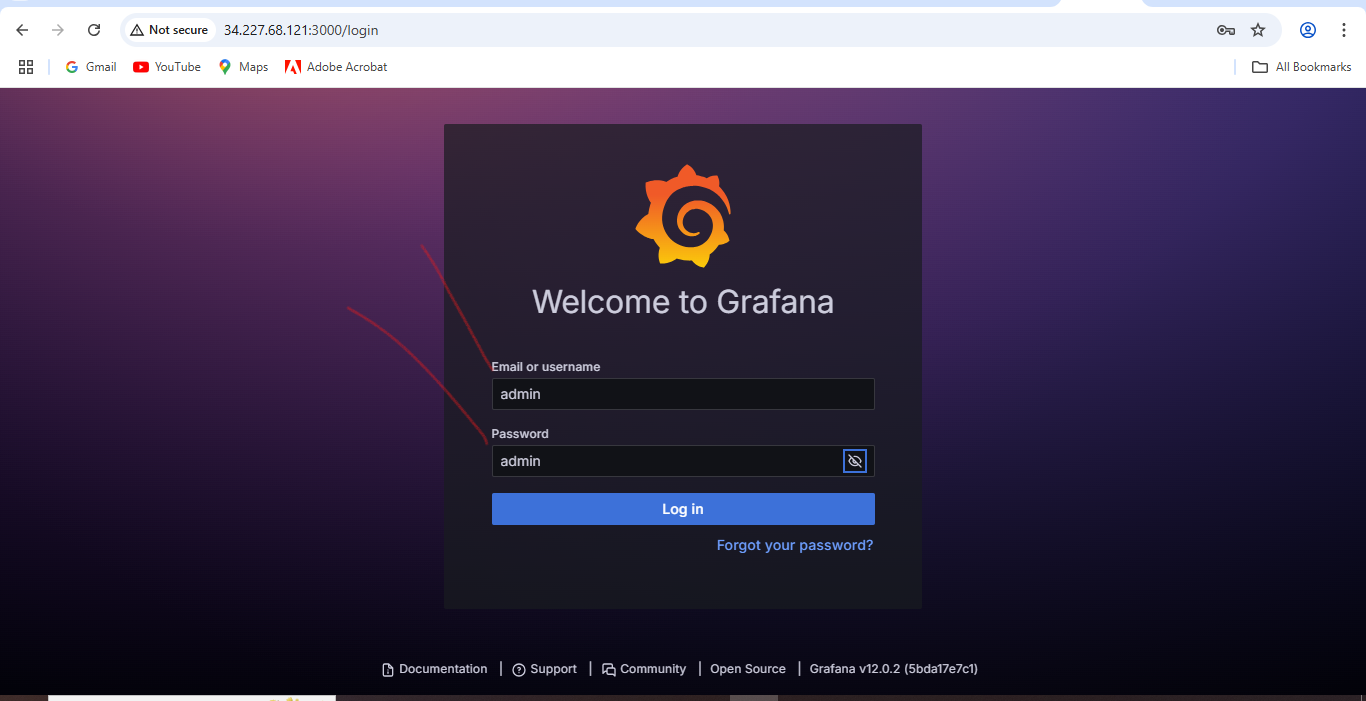 Not secure 34.227.68.121:3000/login
Gmail YouTube Maps Adobe Acrobat All Bookmarks
Welcome to Grafana
Email or username
admin
Password
admin
Log in
Forgot your password?
Documentation | Support | Community | Open Source | Grafana v12.0.2 (5bda17e7c1)